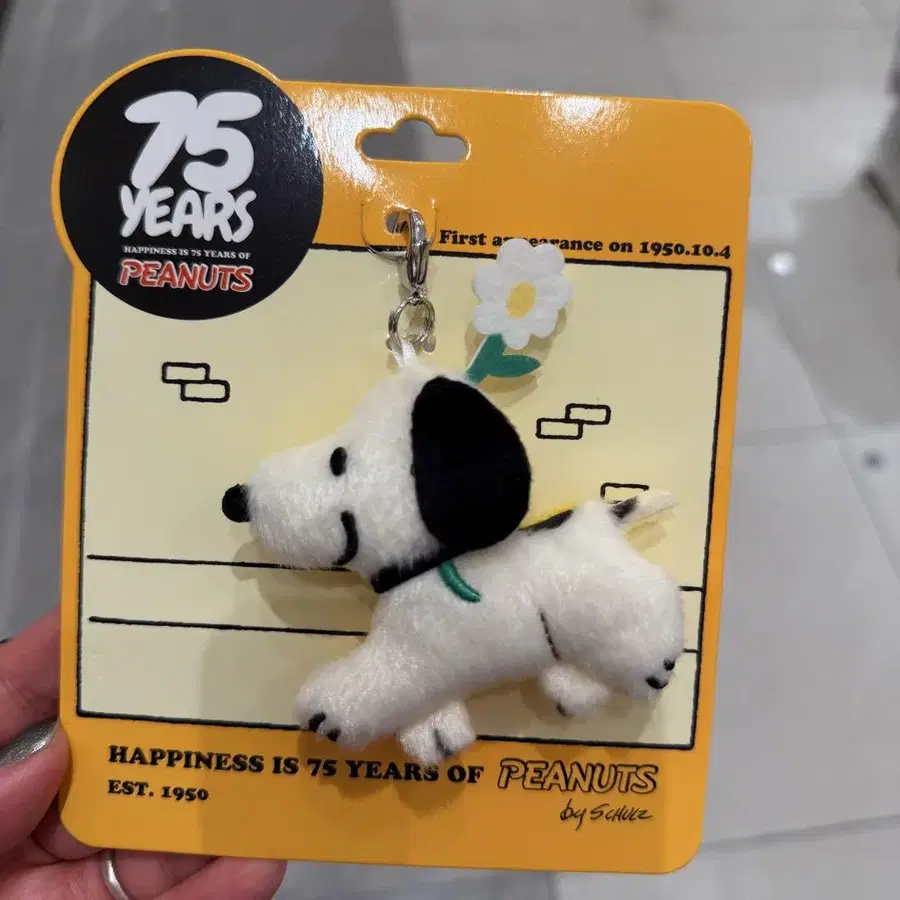 75
YEARS
HAPPINESS IS 75 YEARS OF
PEANUTS
First appearance on 1950.10.4
HAPPINESS IS 75 YEARS OF PEANUTS
EST. 1950
by SCHULZ